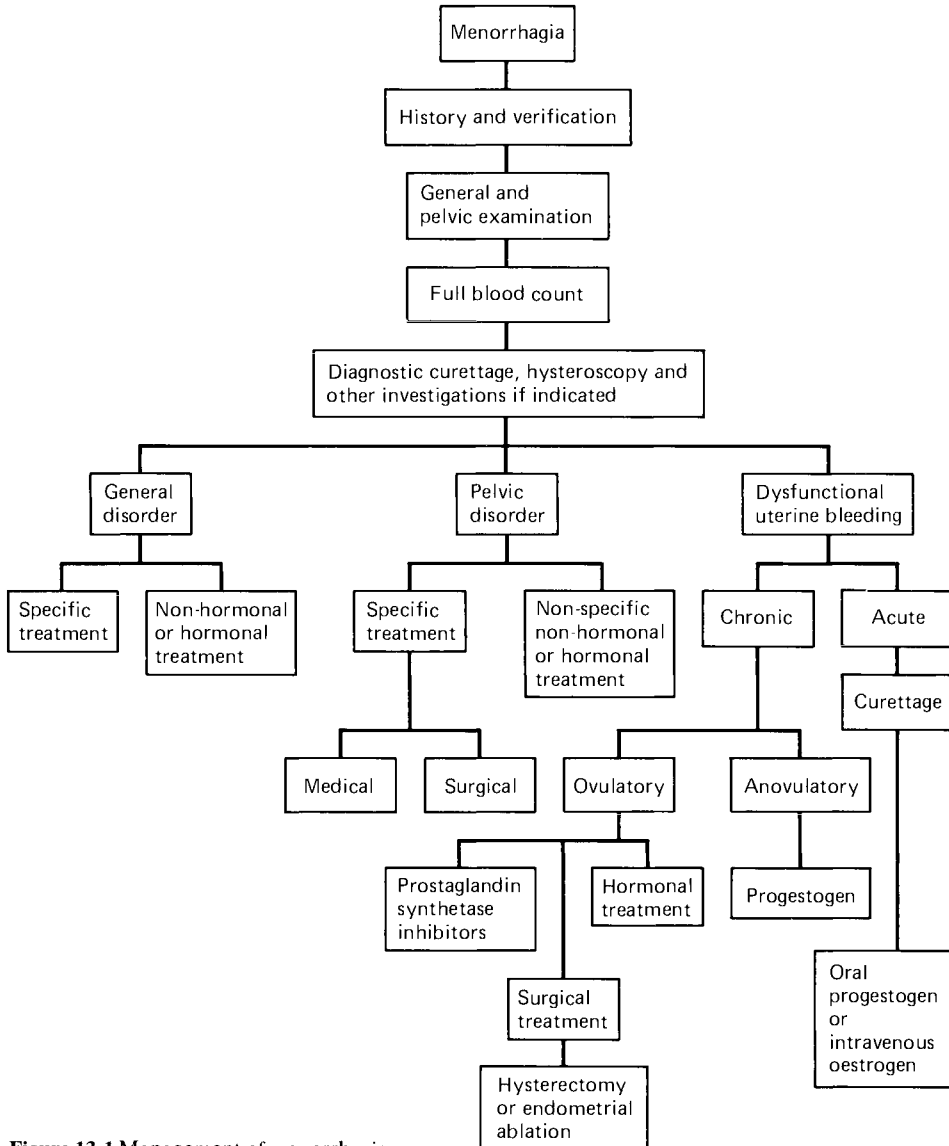 Menorrhagia
History and verification
General and
pelvic examination
Full blood count
Diagnostic curettage, hysteroscopy and
other investigations if indicated
General
disorder
Pelvic
disorder
Dysfunctional
uterine bleeding
Specific
treatment
Non-hormonal
or hormonal
treatment
Specific
treatment
Non-specific
non-hormonal
or hormonal
treatment
Chronic
Acute
Curettage
Medical
Surgical
Ovulatory
Anovulatory
Prostaglandin
synthetase
inhibitors
Hormonal
treatment
Progestogen
Surgical
treatment
Oral
progestogen
or
intravenous
oestrogen
Hysterectomy
or endometrial
ablation
Figure 13.1 Management of menorrhagia